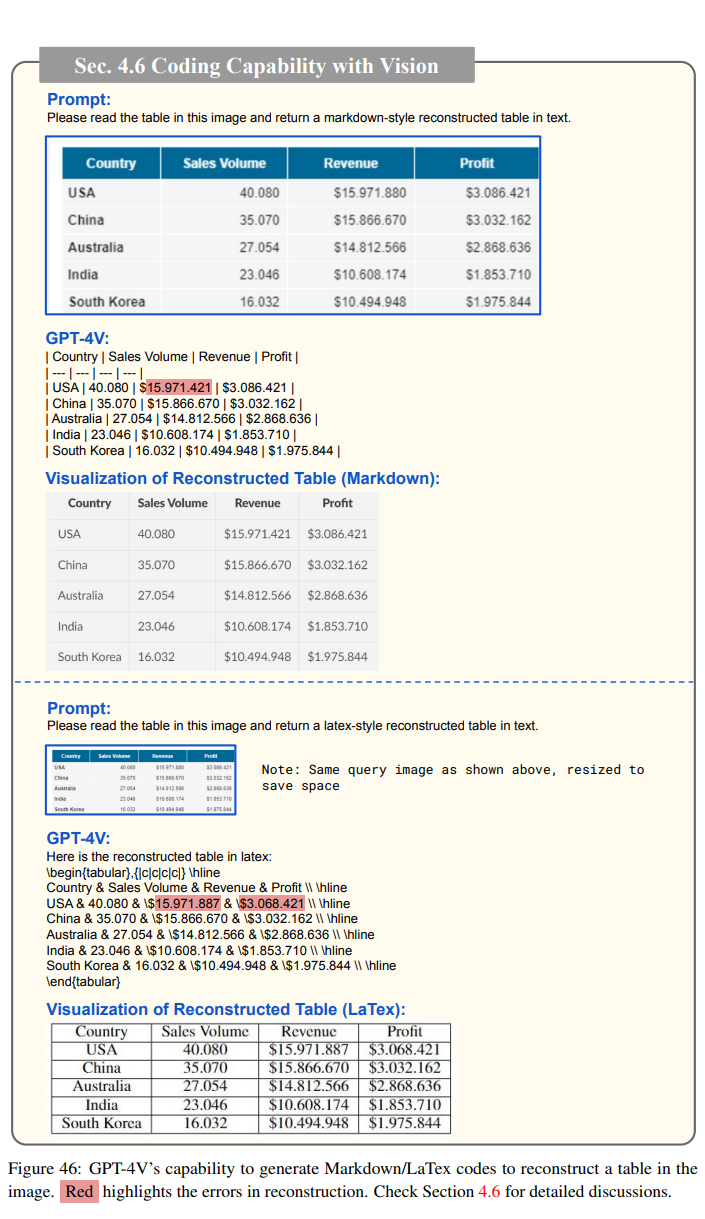 Sec. 4.6 Coding Capability with Vision
Prompt:
Please read the table in this image and return a markdown-style reconstructed table in text.
Country Sales Volume Revenue Profit
USA 40.080 $15.971.880 $3.086.421
China 35.070 $15.866.670 $3.032.162
Australia 27.054 $14.812.566 $2.868.636
India 23.046 $10.608.174 $1.853.710
South Korea 16.032 $10.494.948 $1.975.844
GPT-4V:
| Country | Sales Volume | Revenue | Profit |
| --- | --- | --- | --- |
| USA | 40.080 | $15.971.421 | $3.086.421 |
| China | 35.070 | $15.866.670 | $3.032.162 |
| Australia | 27.054 | $14.812.566 | $2.868.636 |
| India | 23.046 | $10.608.174 | $1.853.710 |
| South Korea | 16.032 | $10.494.948 | $1.975.844 |
Visualization of Reconstructed Table (Markdown):
Country Sales Volume Revenue Profit
USA 40.080 $15.971.421 $3.086.421
China 35.070 $15.866.670 $3.032.162
Australia 27.054 $14.812.566 $2.868.636
India 23.046 $10.608.174 $1.853.710
South Korea 16.032 $10.494.948 $1.975.844
Prompt:
Please read the table in this image and return a latex-style reconstructed table in text.
Country Sales Volume Revenue Profit
USA 40.080 $15.971.880 $3.086.421
China 35.070 $15.866.670 $3.032.162
Australia 27.054 $14.812.566 $2.868.636
India 23.046 $10.608.174 $1.853.710
South Korea 16.032 $10.494.948 $1.975.844
Note: Same query image as shown above, resized to
save space
GPT-4V:
Here is the reconstructed table in latex:
\begin{tabular},{|c|c|c|c|} \hline
Country & Sales Volume & Revenue & Profit \\ \hline
USA & 40.080 & \$15.971.887 & \$3.068.421 \\ \hline
China & 35.070 & \$15.866.670 & \$3.032.162 \\ \hline
Australia & 27.054 & \$14.812.566 & \$2.868.636 \\ \hline
India & 23.046 & \$10.608.174 & \$1.853.710 \\ \hline
South Korea & 16.032 & \$10.494.948 & \$1.975.844 \\ \hline
\end{tabular}
Visualization of Reconstructed Table (LaTex):
Country Sales Volume Revenue Profit
USA 40.080 $15.971.887 $3.068.421
China 35.070 $15.866.670 $3.032.162
Australia 27.054 $14.812.566 $2.868.636
India 23.046 $10.608.174 $1.853.710
South Korea 16.032 $10.494.948 $1.975.844
Figure 46: GPT-4V's capability to generate Markdown/LaTex codes to reconstruct a table in the
image. Red highlights the errors in reconstruction. Check Section 4.6 for detailed discussions.